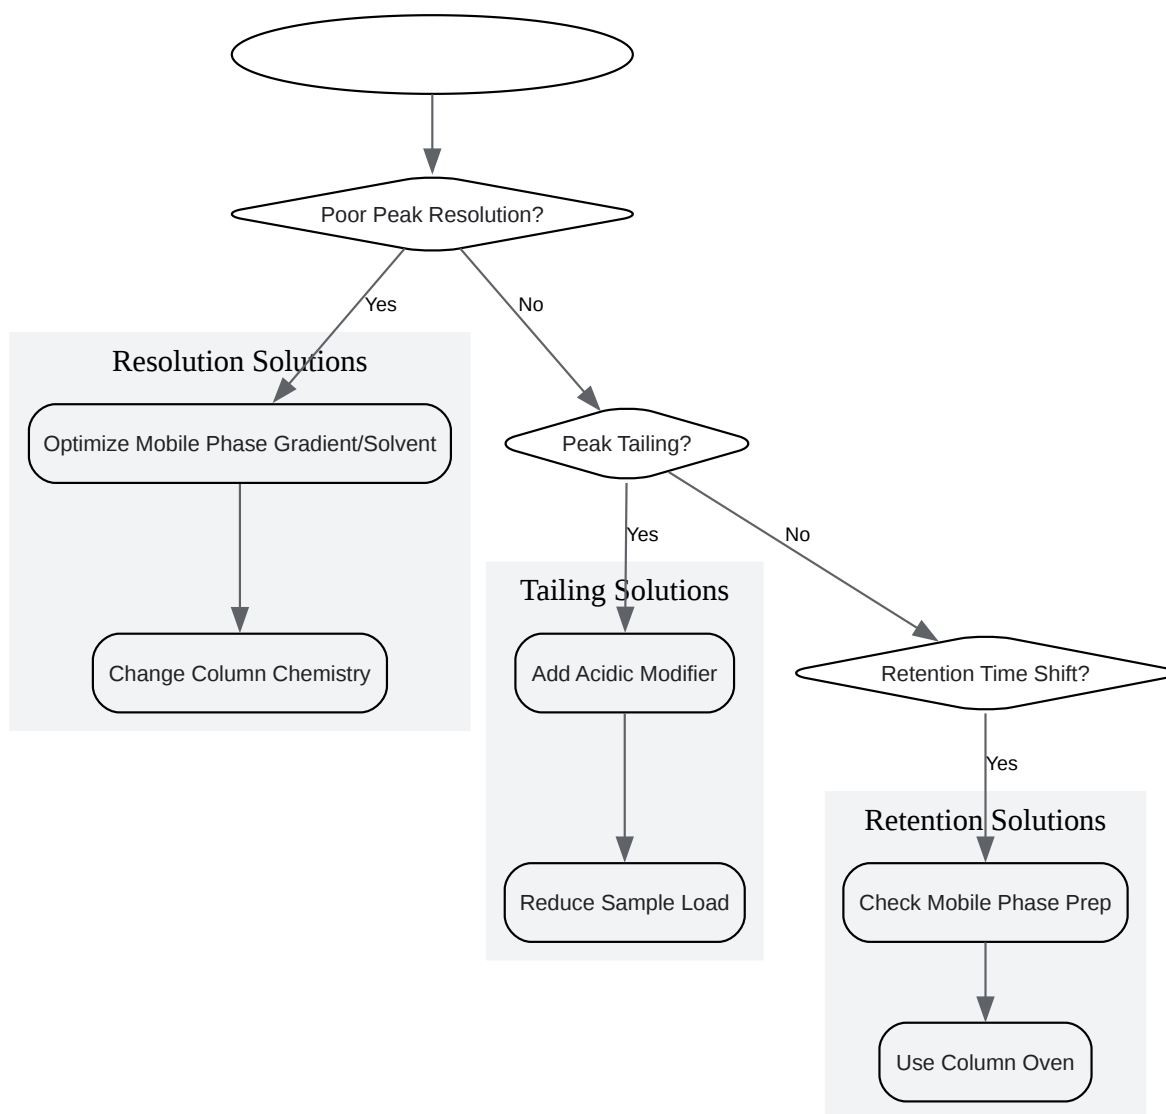 Poor Peak Resolution?
Yes
No
Resolution Solutions
Optimize Mobile Phase Gradient/Solvent
Peak Tailing?
Yes
No
Tailing Solutions
Change Column Chemistry
Add Acidic Modifier
Retention Time Shift?
Yes
Retention Solutions
Reduce Sample Load
Check Mobile Phase Prep
Use Column Oven